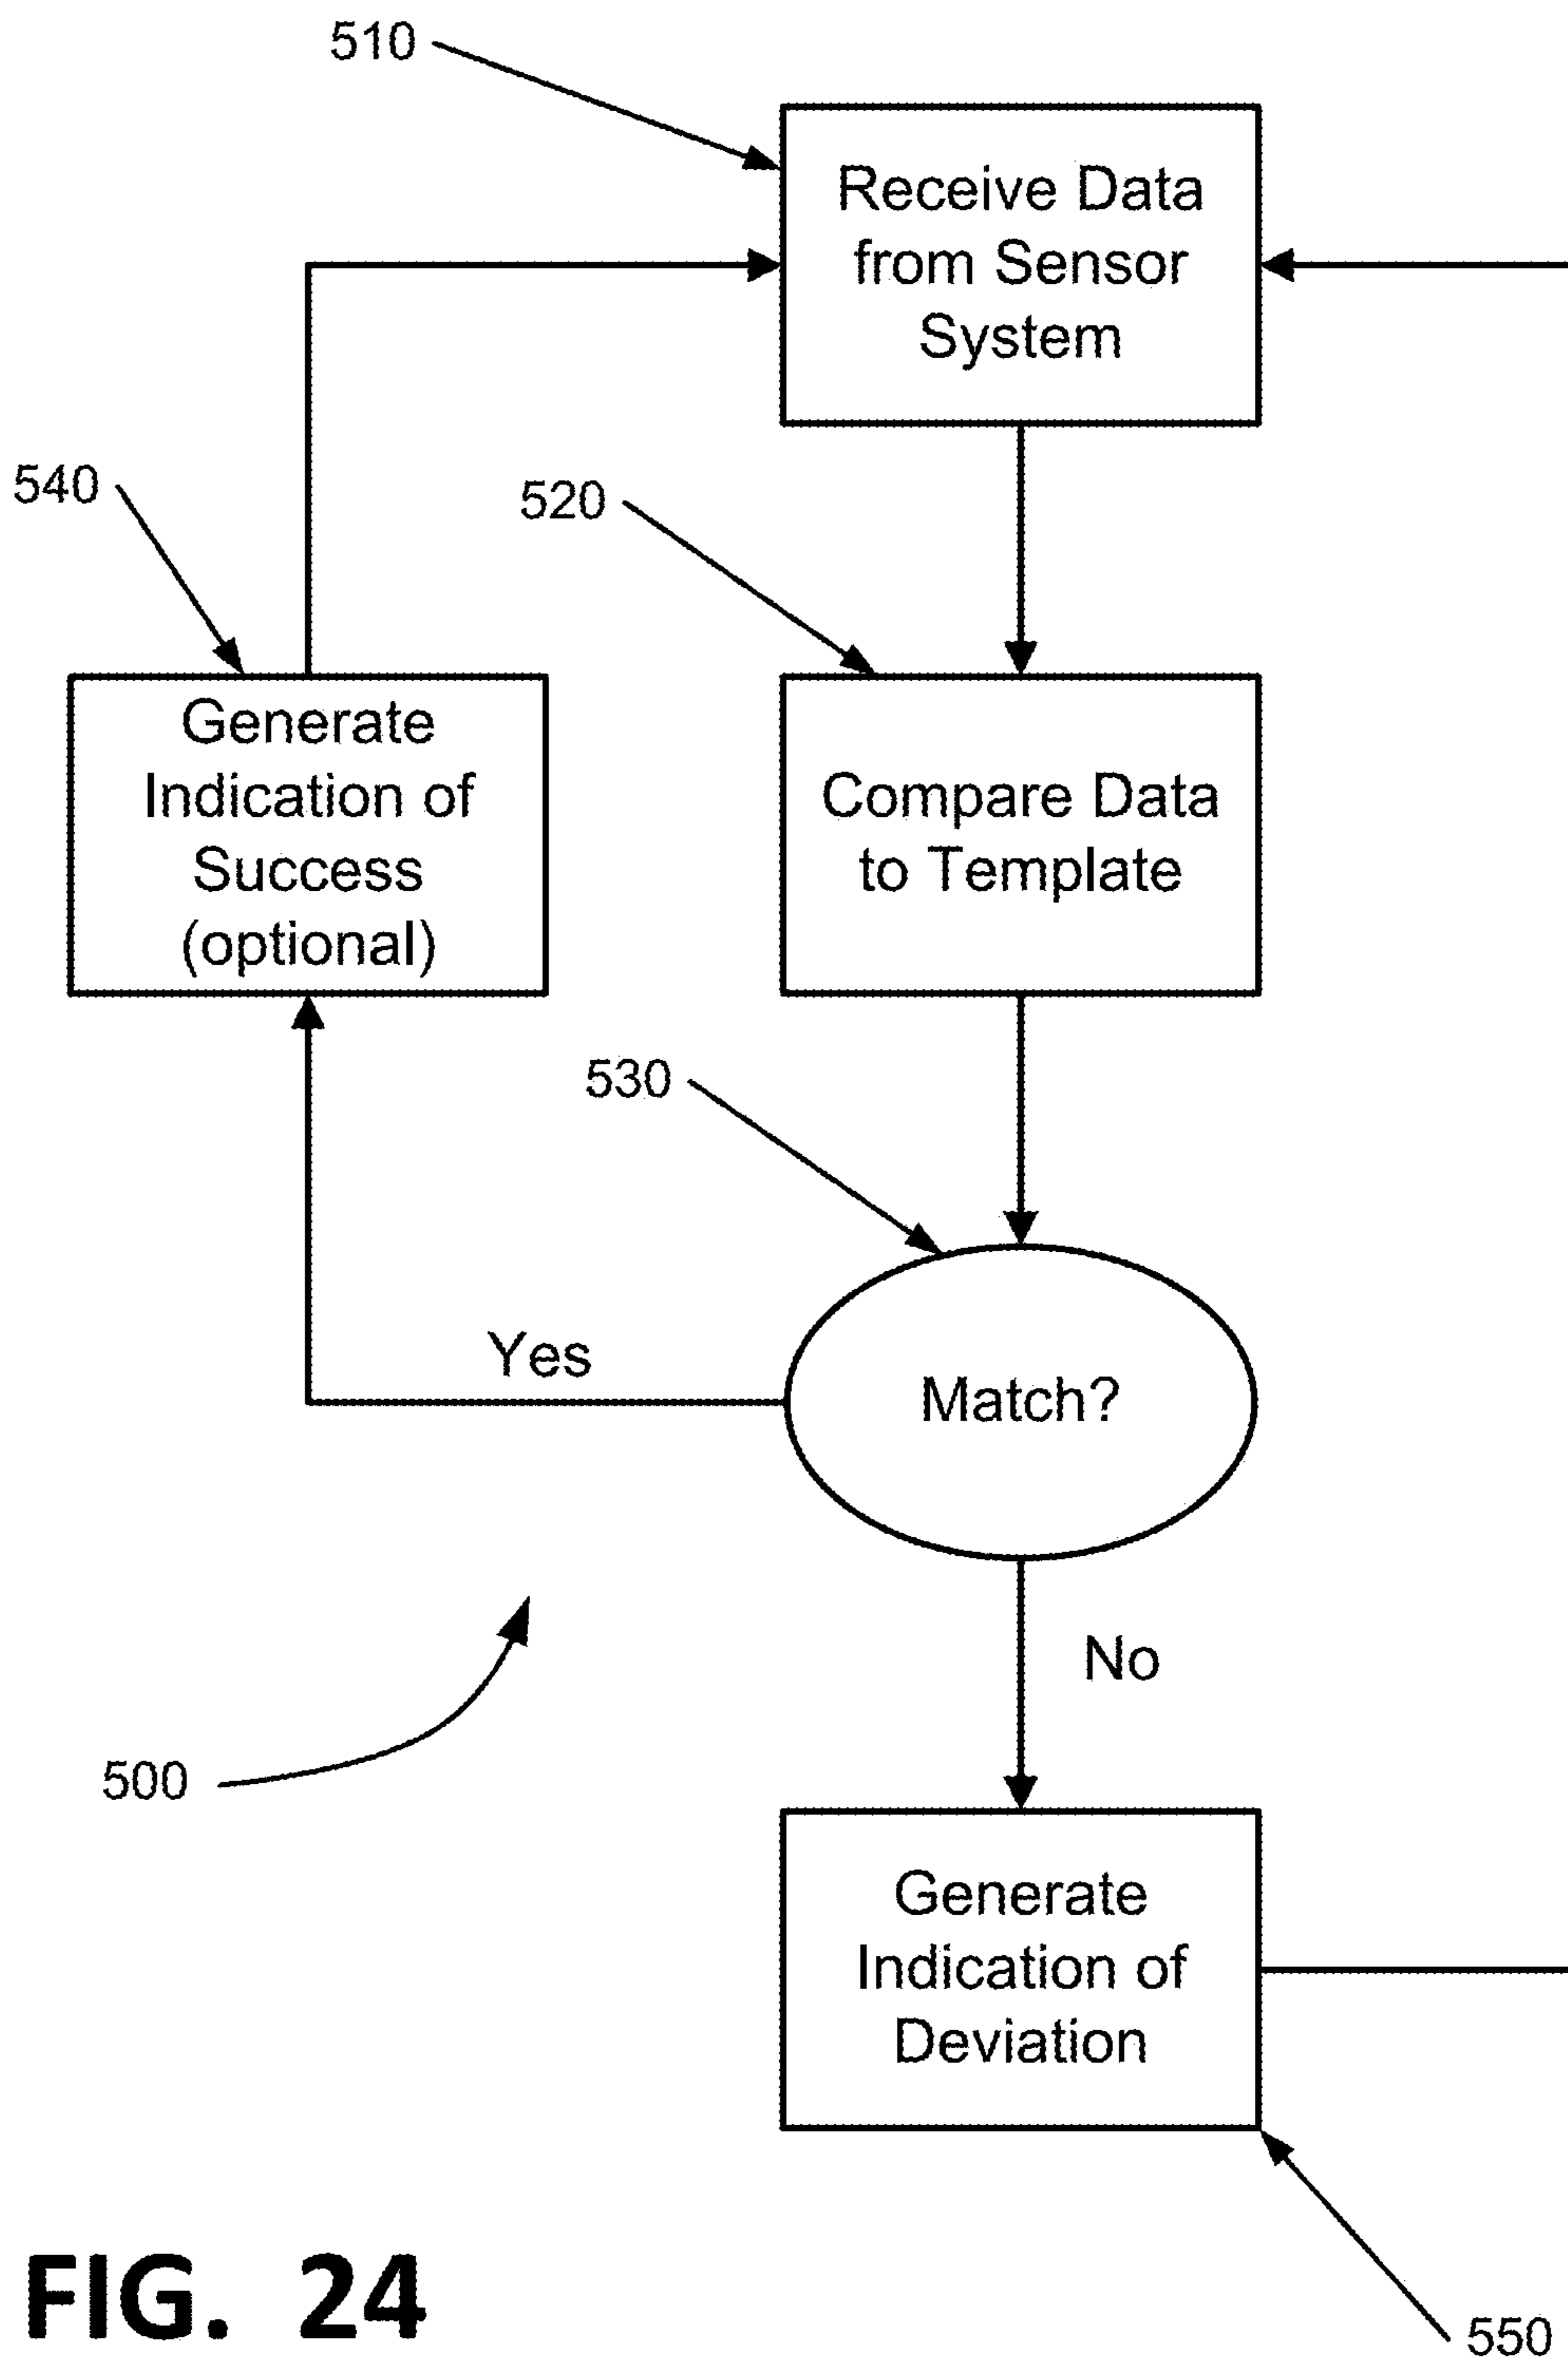 510
Receive Data
from Sensor
System
540
520
Generate
Indication of
Success
(optional)
Compare Data
to Template
530
Yes
Match?
No
500
Generate
Indication of
Deviation
FIG. 24
550